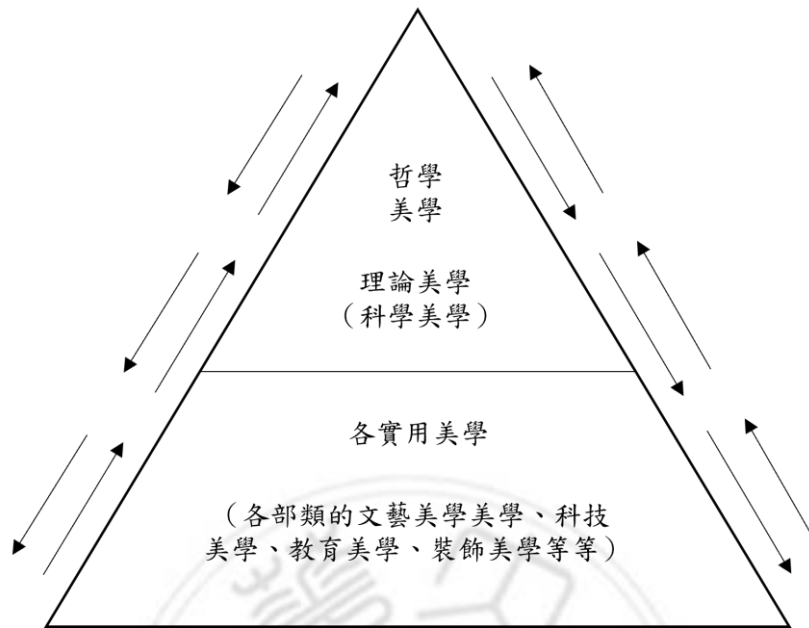 哲學
美學
理論美學
（科學美學）
各實用美學
（各部類的文藝美學美學、科技
美學、教育美學、裝飾美學等等）